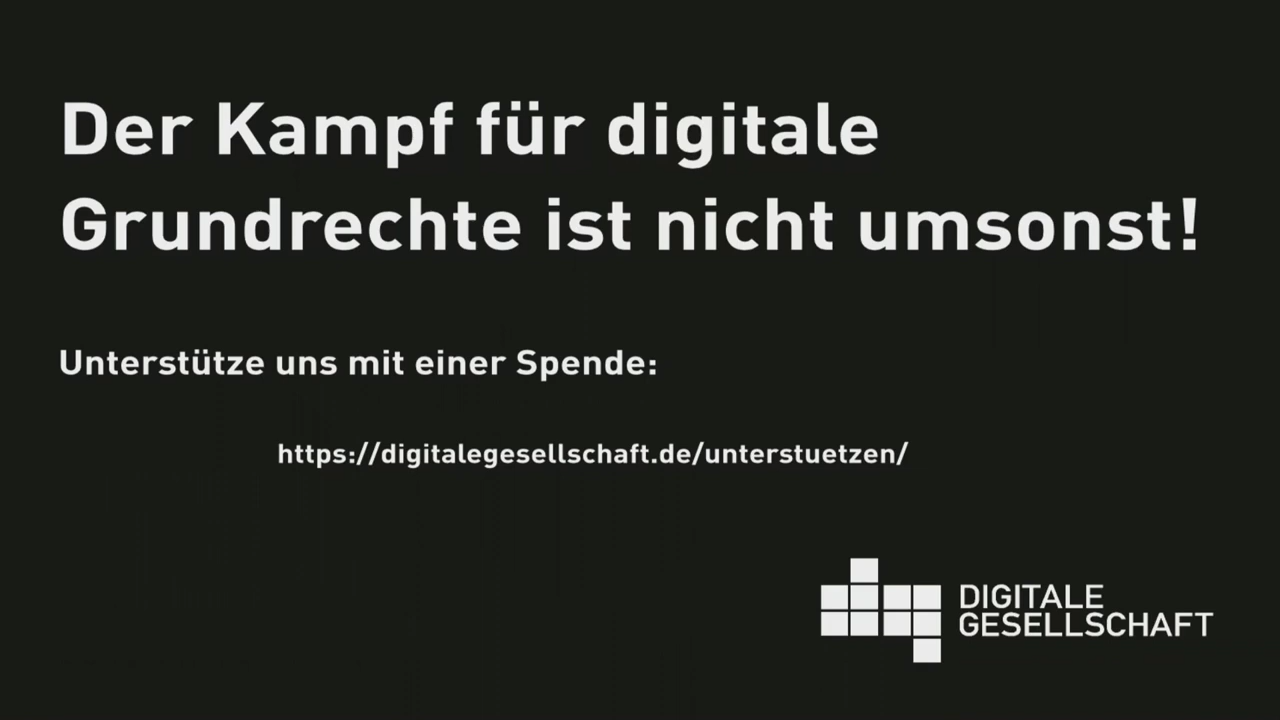 Der Kampf für digitale
Grundrechte ist nicht umsonst!
Unterstütze uns mit einer Spende:
https://digitalegesellschaft.de/unterstuetzen/
DIGITALE
GESELLSCHAFT